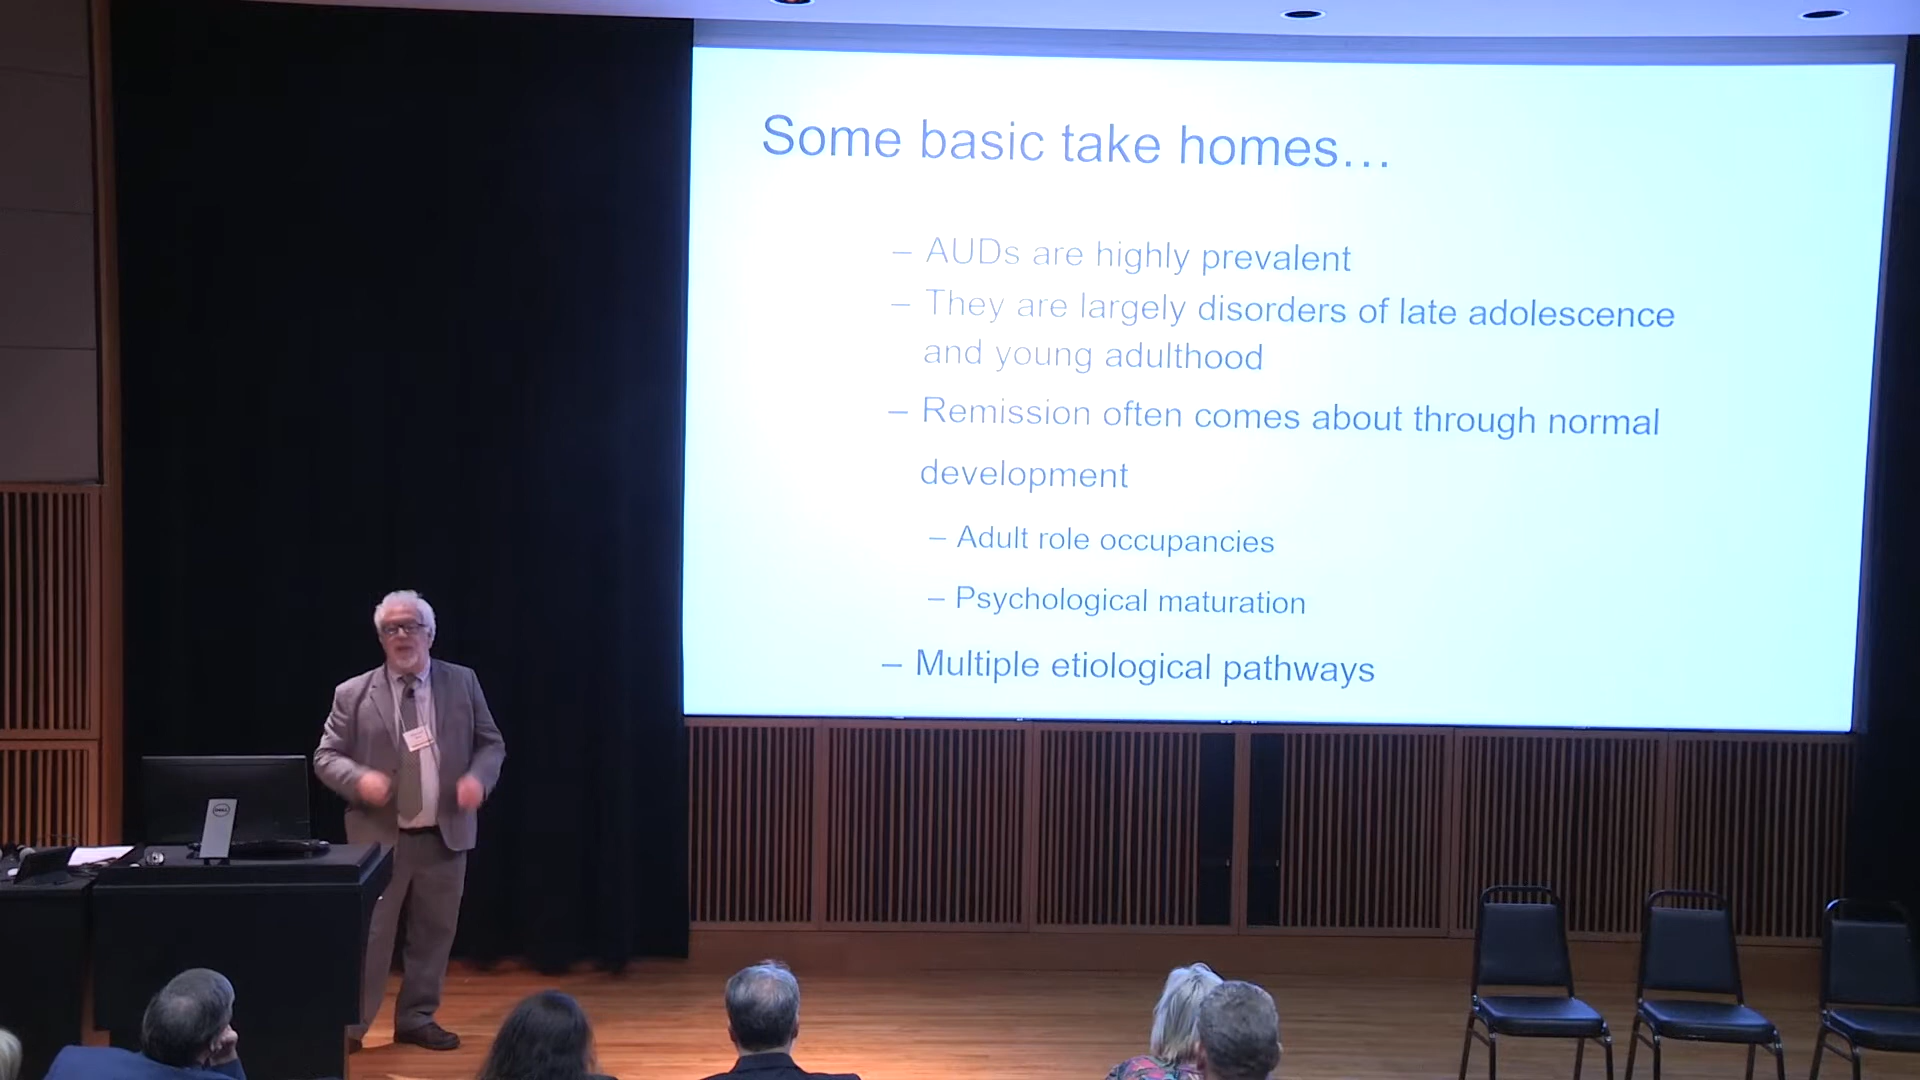 Some basic take homes…
– AUDs are highly prevalent
– They are largely disorders of late adolescence
and young adulthood
– Remission often comes about through normal
development
– Adult role occupancies
– Psychological maturation
– Multiple etiological pathways
DELL